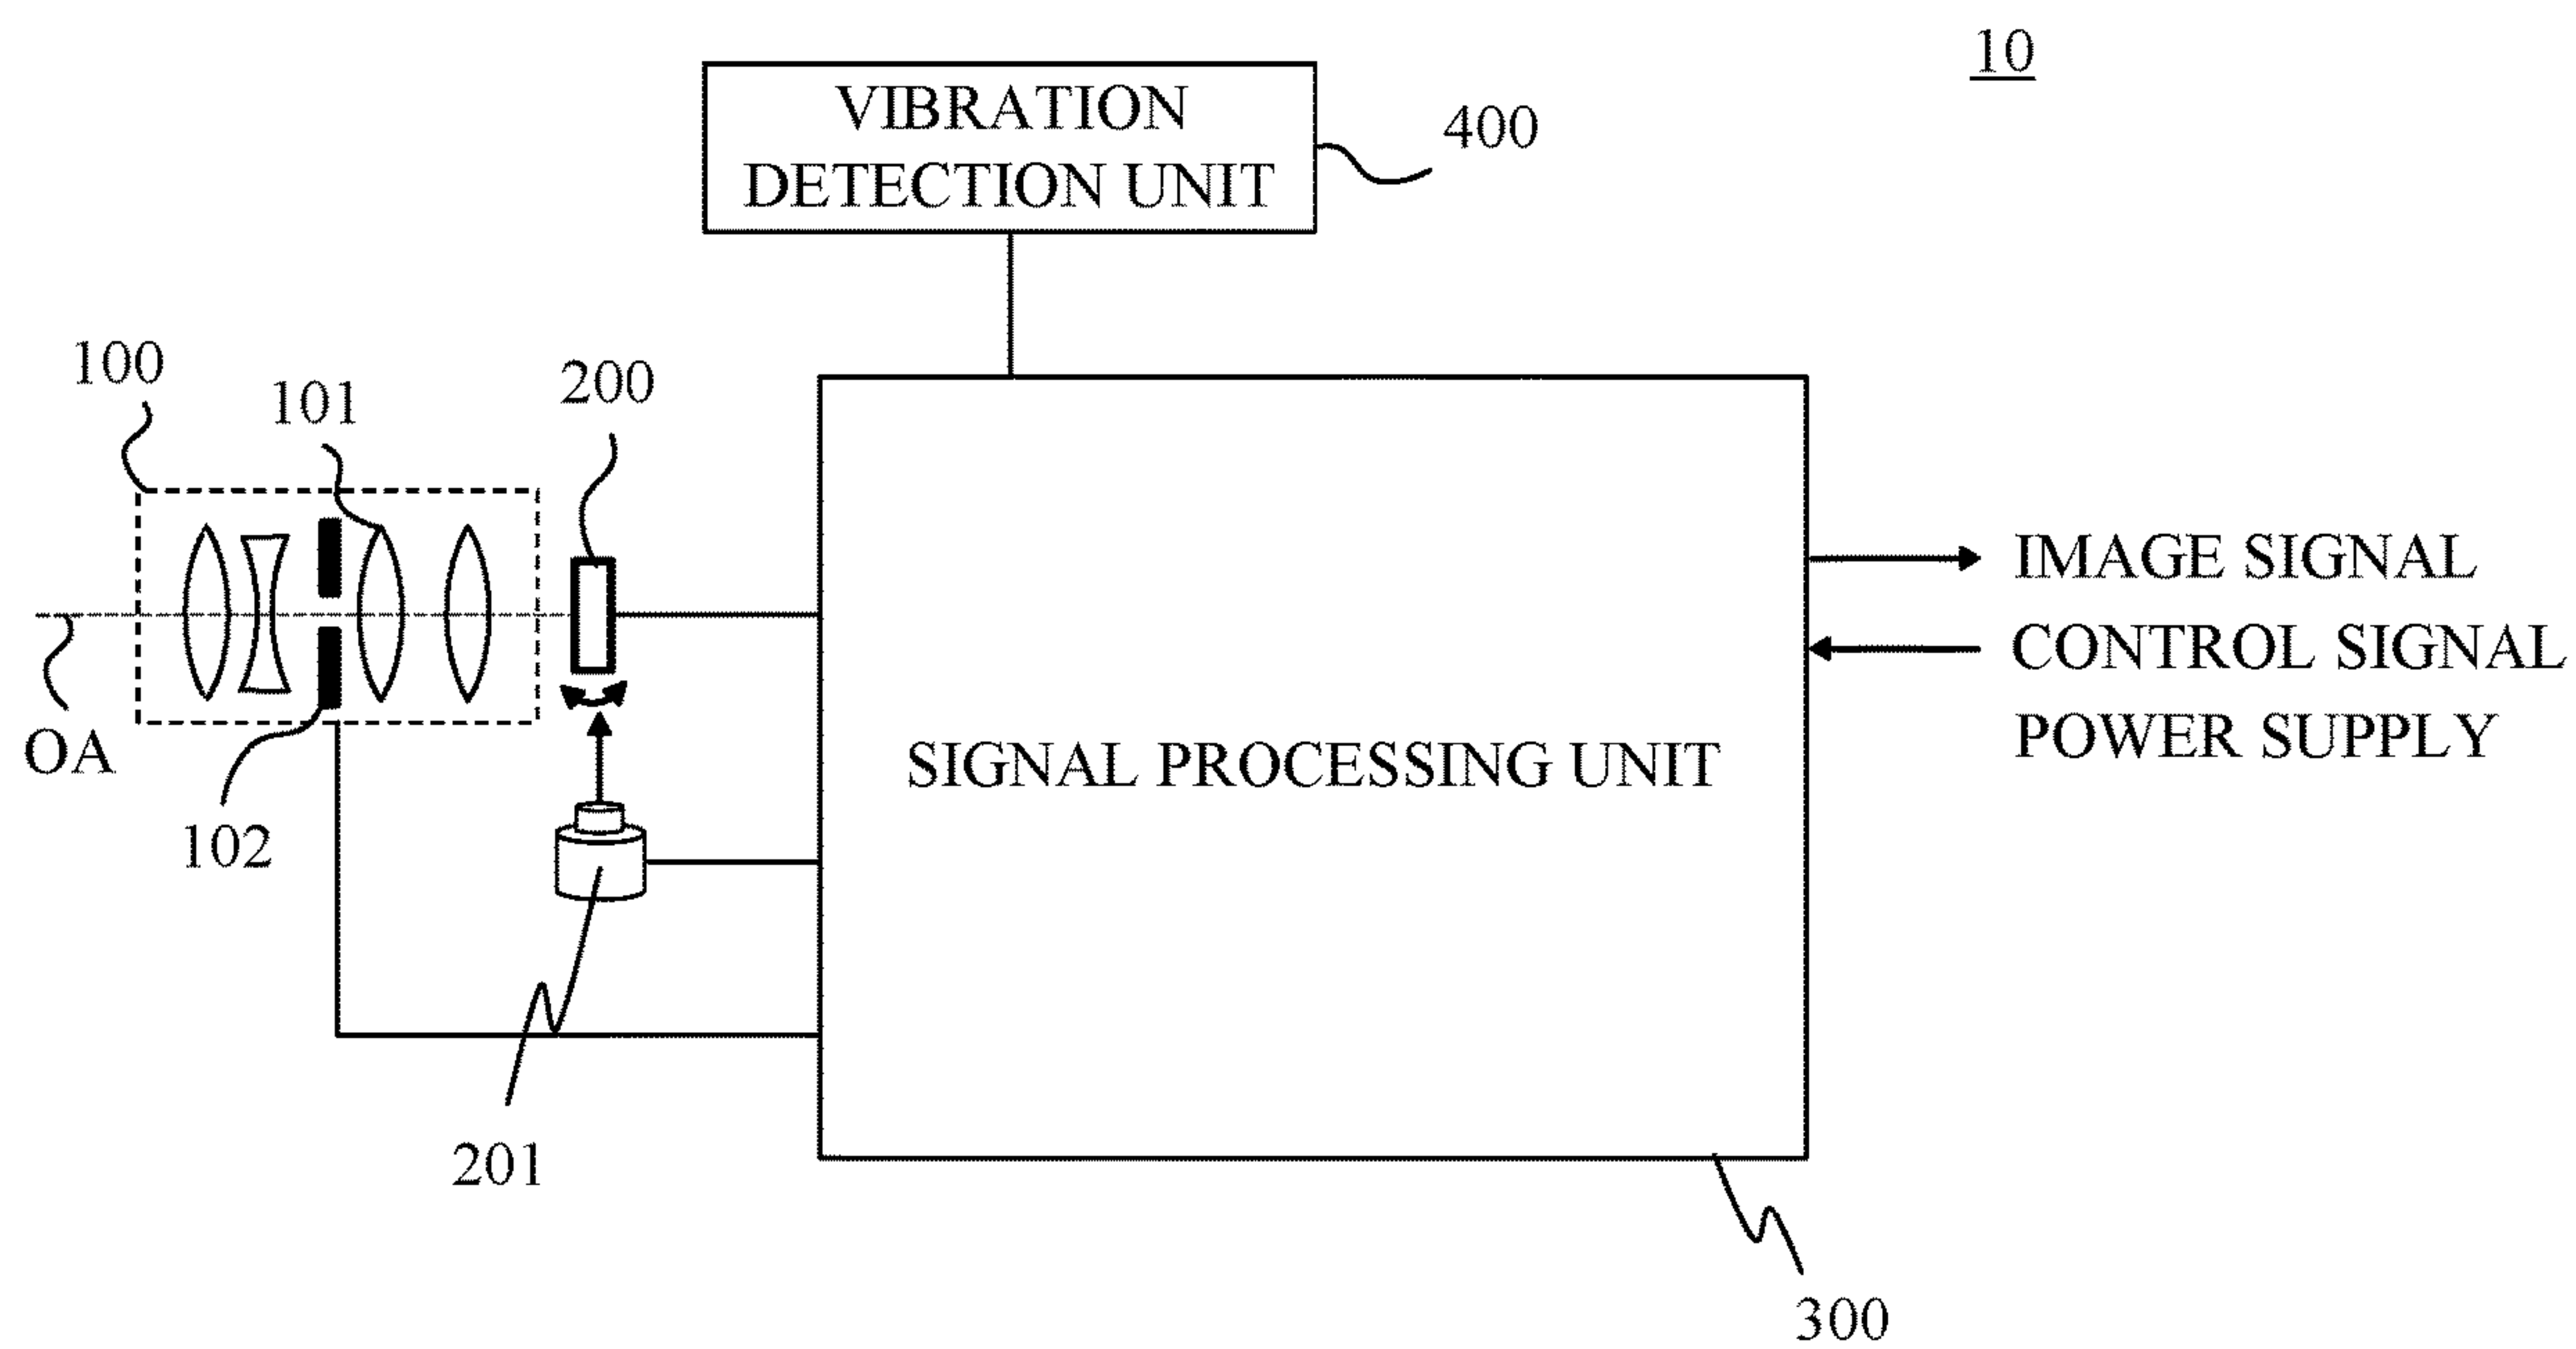 10
VIBRATION
DETECTION UNIT
400
100
101
200
IMAGE SIGNAL
CONTROL SIGNAL
POWER SUPPLY
OA
SIGNAL PROCESSING UNIT
102
201
300